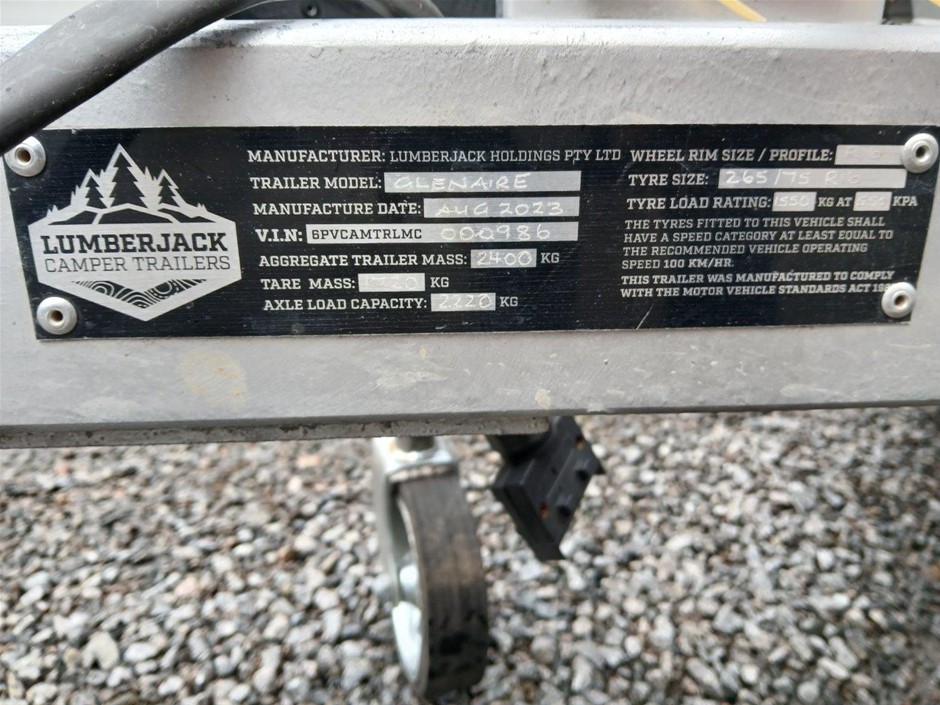 LUMBERJACK
CAMPER TRAILERS
MANUFACTURER: LUMBERJACK HOLDINGS PTY LTD
TRAILER MODEL: GLENAIRE
MANUFACTURE DATE: AUG 2023
V.I.N: 6PVCAMTRLMC 000986
AGGREGATE TRAILER MASS: 2400 KG
TARE MASS: KG
AXLE LOAD CAPACITY: 2220 KG
WHEEL RIM SIZE / PROFILE:
TYRE SIZE: 265/75
TYRE LOAD RATING: 1550 KG AT KPA
THE TYRES FITTED TO THIS VEHICLE SHALL
HAVE A SPEED CATEGORY AT LEAST EQUAL TO
THE RECOMMENDED VEHICLE OPERATING
SPEED 100 KM/HR.
THIS TRAILER WAS MANUFACTURED TO COMPLY
WITH THE MOTOR VEHICLE STANDARDS ACT